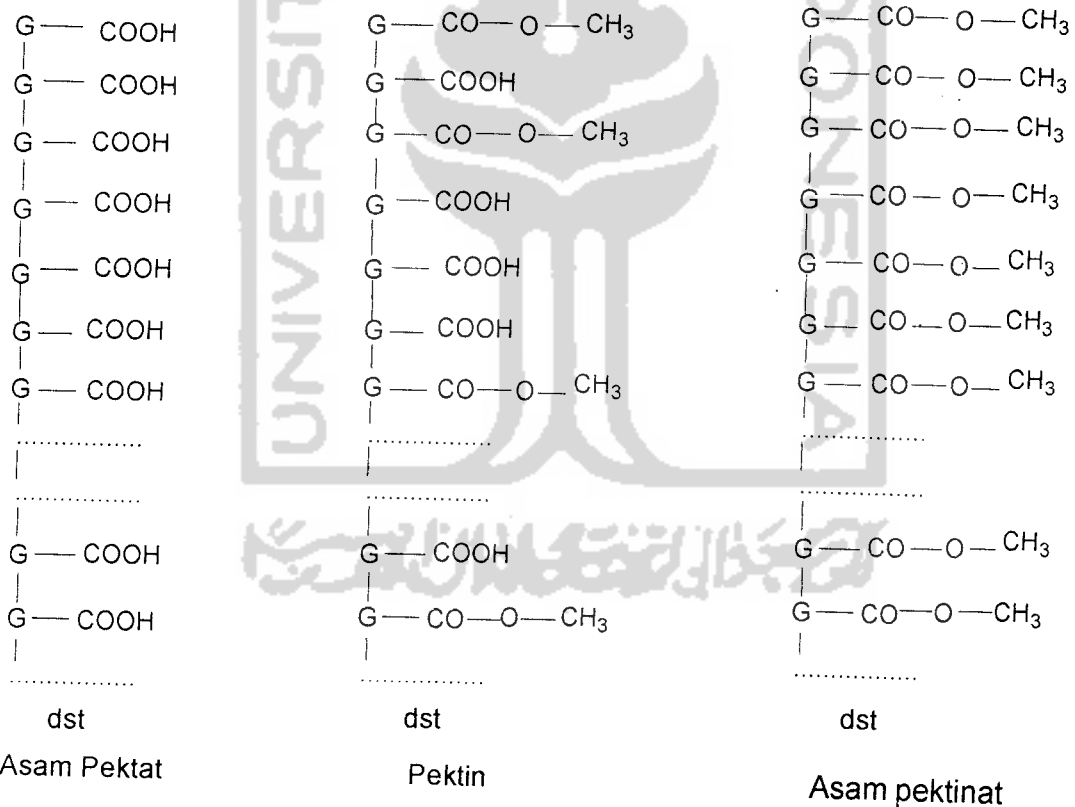 G — COOH
G — COOH
G — COOH
G — COOH
G — COOH
G — COOH
G — COOH
..............
..............
G — COOH
G — COOH
..............
dst
Asam Pektat
G — CO — O — CH₃
G — COOH
G — CO — O — CH₃
G — COOH
G — COOH
G — COOH
G — CO — O — CH₃
..............
..............
G — COOH
G — CO — O — CH₃
..............
dst
Pektin
G — CO — O — CH₃
G — CO — O — CH₃
G — CO — O — CH₃
G — CO — O — CH₃
G — CO — O — CH₃
G — CO — O — CH₃
G — CO — O — CH₃
..............
..............
G — CO — O — CH₃
G — CO — O — CH₃
..............
dst
Asam pektinat
UNIVERSIT
ONESIA